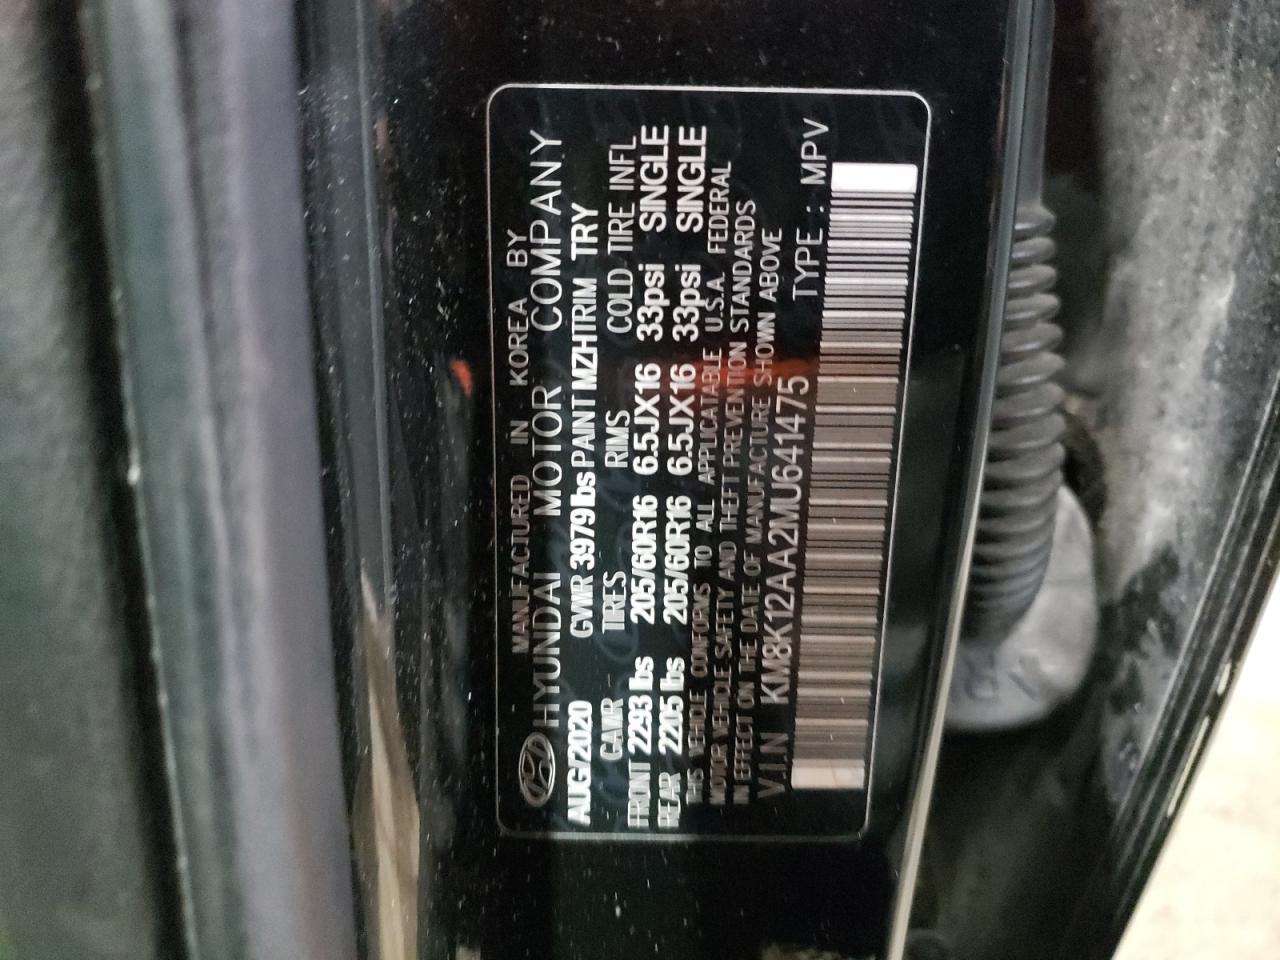 MANUFACTURED IN KOREA BY
HYUNDAI MOTOR COMPANY
AUG/2020 GVWR 3979 lbs PAINT MZH TRIM TRY
GAWR TIRES RIMS COLD TIRE INFL
FRONT 2293 lbs 205/60R16 6.5JX16 33psi SINGLE
REAR 2205 lbs 205/60R16 6.5JX16 33psi SINGLE
THIS VEHICLE CONFORMS TO ALL APPLICATABLE U.S.A. FEDERAL
MOTOR VEHICLE SAFETY AND THEFT PREVENTION STANDARDS
IN EFFECT ON THE DATE OF MANUFACTURE SHOWN ABOVE
V.I.N KM8K12AA2MU641475 TYPE : MPV